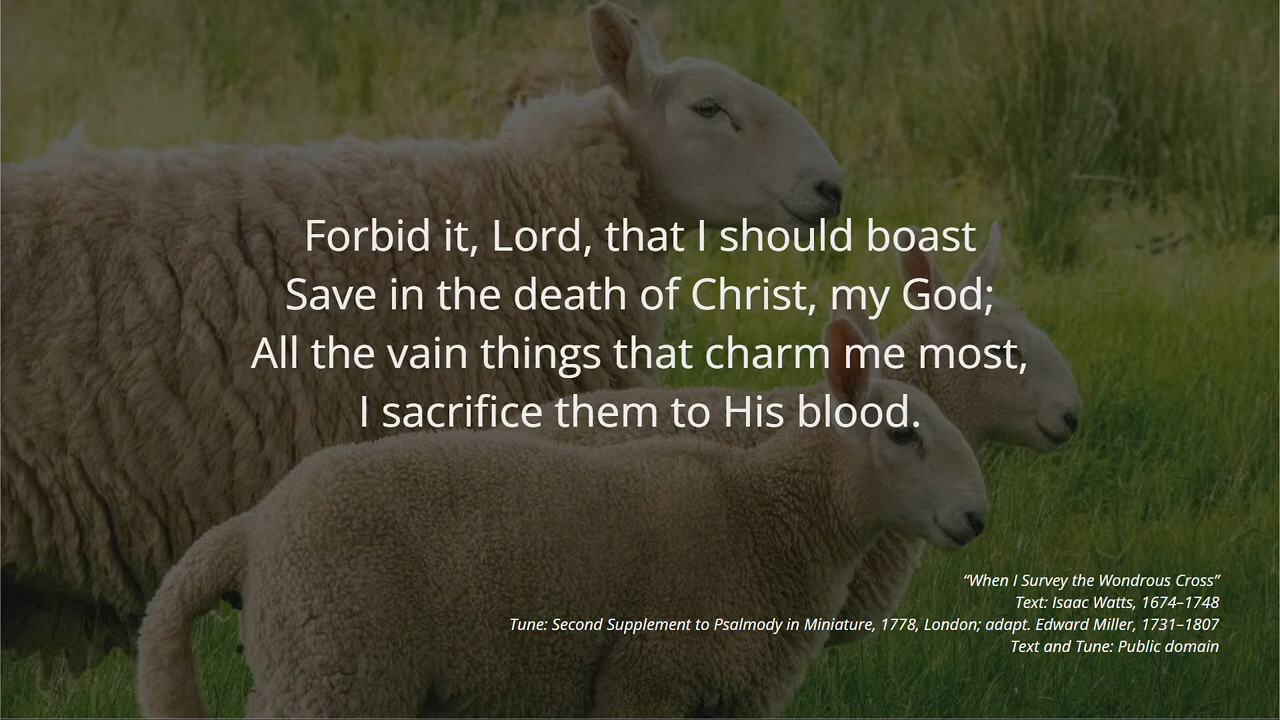 Forbid it, Lord, that I should boast
Save in the death of Christ, my God;
All the vain things that charm me most,
I sacrifice them to His blood.
“When I Survey the Wondrous Cross”
Text: Isaac Watts, 1674–1748
Tune: Second Supplement to Psalmody in Miniature, 1778, London; adapt. Edward Miller, 1731–1807
Text and Tune: Public domain